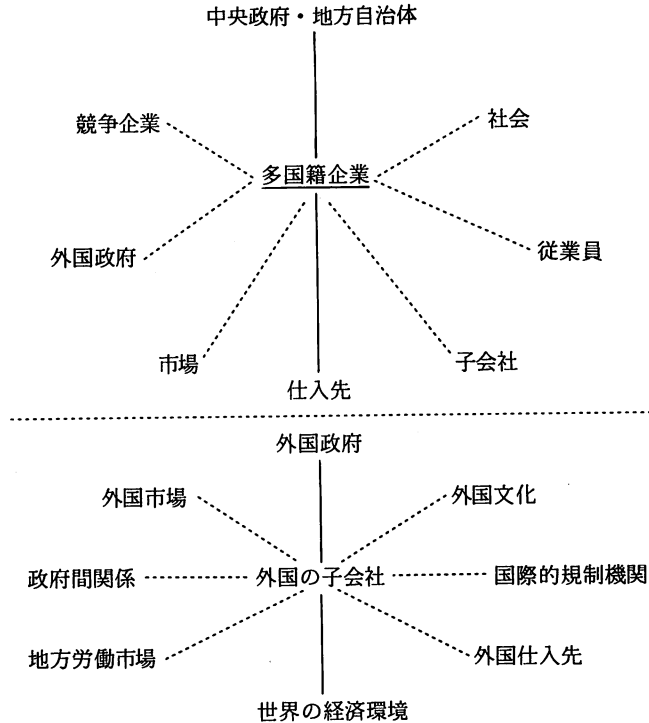 中央政府・地方自治体
競争企業
社会
多国籍企業
外国政府
従業員
市場
子会社
仕入先
外国政府
外国市場
外国文化
政府間関係
外国の子会社
国際的規制機関
地方労働市場
外国仕入先
世界の経済環境